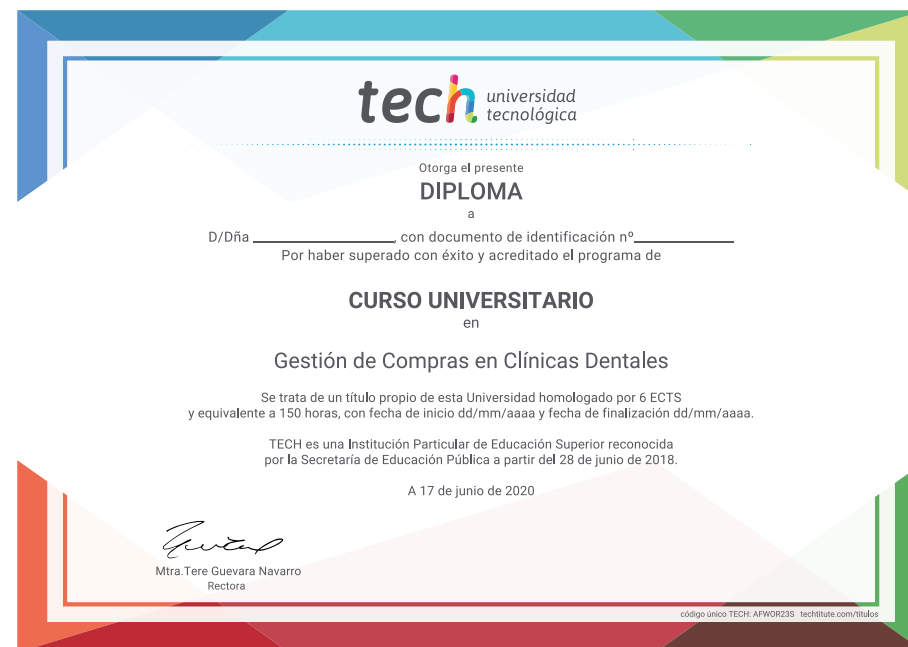 tech universidad
tecnológica
Otorga el presente
DIPLOMA
a
D/Dña ____________________, con documento de identificación nº______________
Por haber superado con éxito y acreditado el programa de
CURSO UNIVERSITARIO
en
Gestión de Compras en Clínicas Dentales
Se trata de un título propio de esta Universidad homologado por 6 ECTS
y equivalente a 150 horas, con fecha de inicio dd/mm/aaaa y fecha de finalización dd/mm/aaaa.
TECH es una Institución Particular de Educación Superior reconocida
por la Secretaría de Educación Pública a partir del 28 de junio de 2018.
A 17 de junio de 2020
Mtra.Tere Guevara Navarro
Rectora
código único TECH: AFWOR23S techtitute.com/titulos